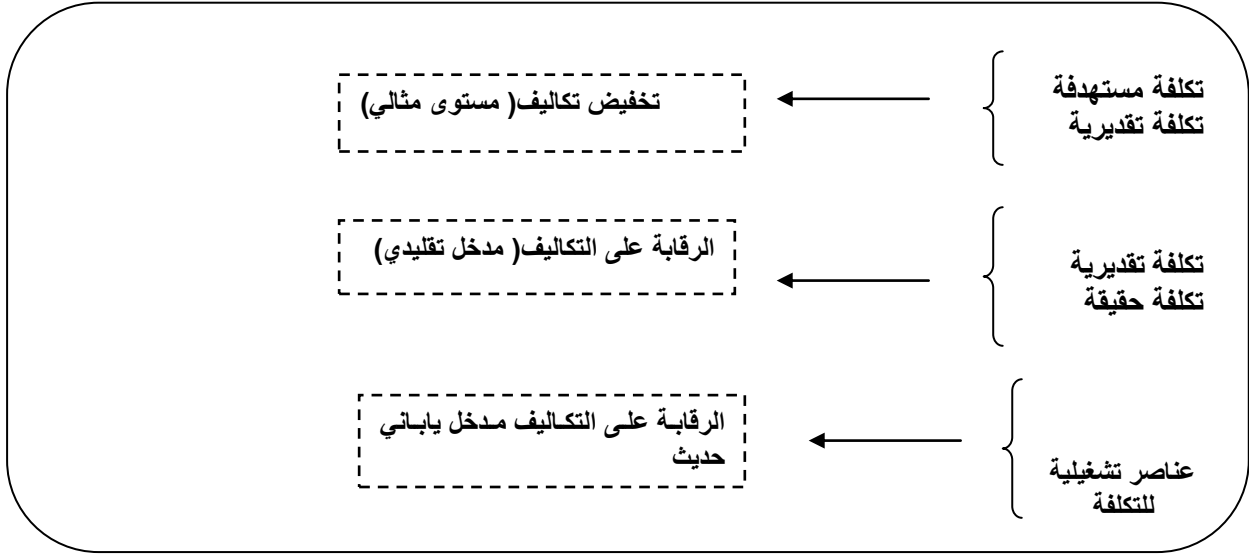 تكلفة مستهدفة
تكلفة تقديرية
تخفيض تكاليف( مستوى مثالي)
تكلفة تقديرية
تكلفة حقيقة
الرقابة على التكاليف( مدخل تقليدي)
عناصر تشغيلية
للتكلفة
الرقابة على التكاليف مدخل ياباني
حديث